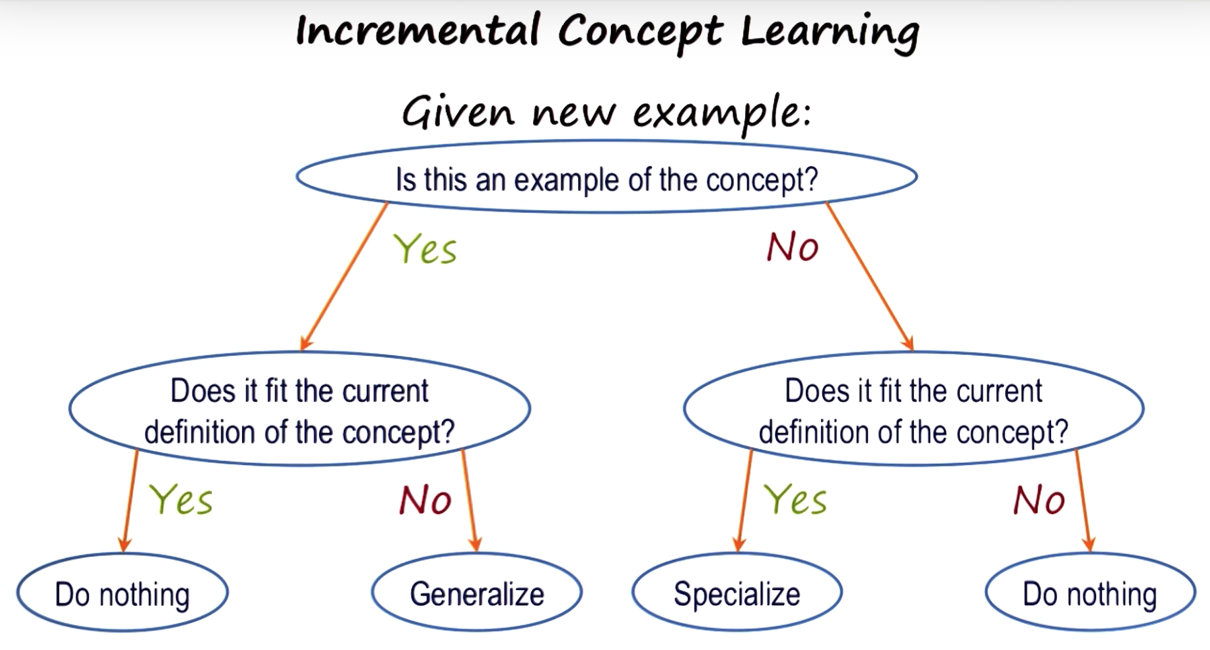 Incremental Concept Learning
Given new example:
Is this an example of the concept?
Yes
No
Does it fit the current
definition of the concept?
Does it fit the current
definition of the concept?
Yes
No
Yes
No
Do nothing
Generalize
Specialize
Do nothing